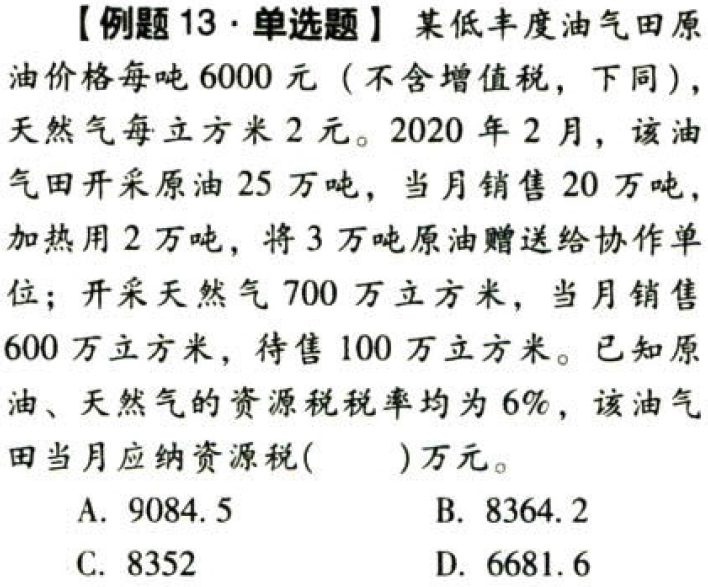 【例题 13·单选题】 某低丰度油气田原
油价格每吨 6000 元（不含增值税，下同），
天然气每立方米 2 元。2020 年 2 月，该油
气田开采原油 25 万吨，当月销售 20 万吨，
加热用 2 万吨，将 3 万吨原油赠送给协作单
位；开采天然气 700 万立方米，当月销售
600 万立方米，待售 100 万立方米。已知原
油、天然气的资源税税率均为 6%，该油气
田当月应纳资源税(　　)万元。
A. 9084.5　　B. 8364.2
C. 8352　　D. 6681.6